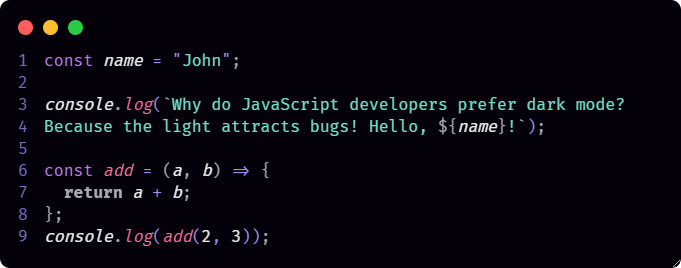 1 const name = "John";
2
3 console.log(`Why do JavaScript developers prefer dark mode?
4 Because the light attracts bugs! Hello, ${name}!`);
5
6 const add = (a, b) => {
7   return a + b;
8 };
9 console.log(add(2, 3));